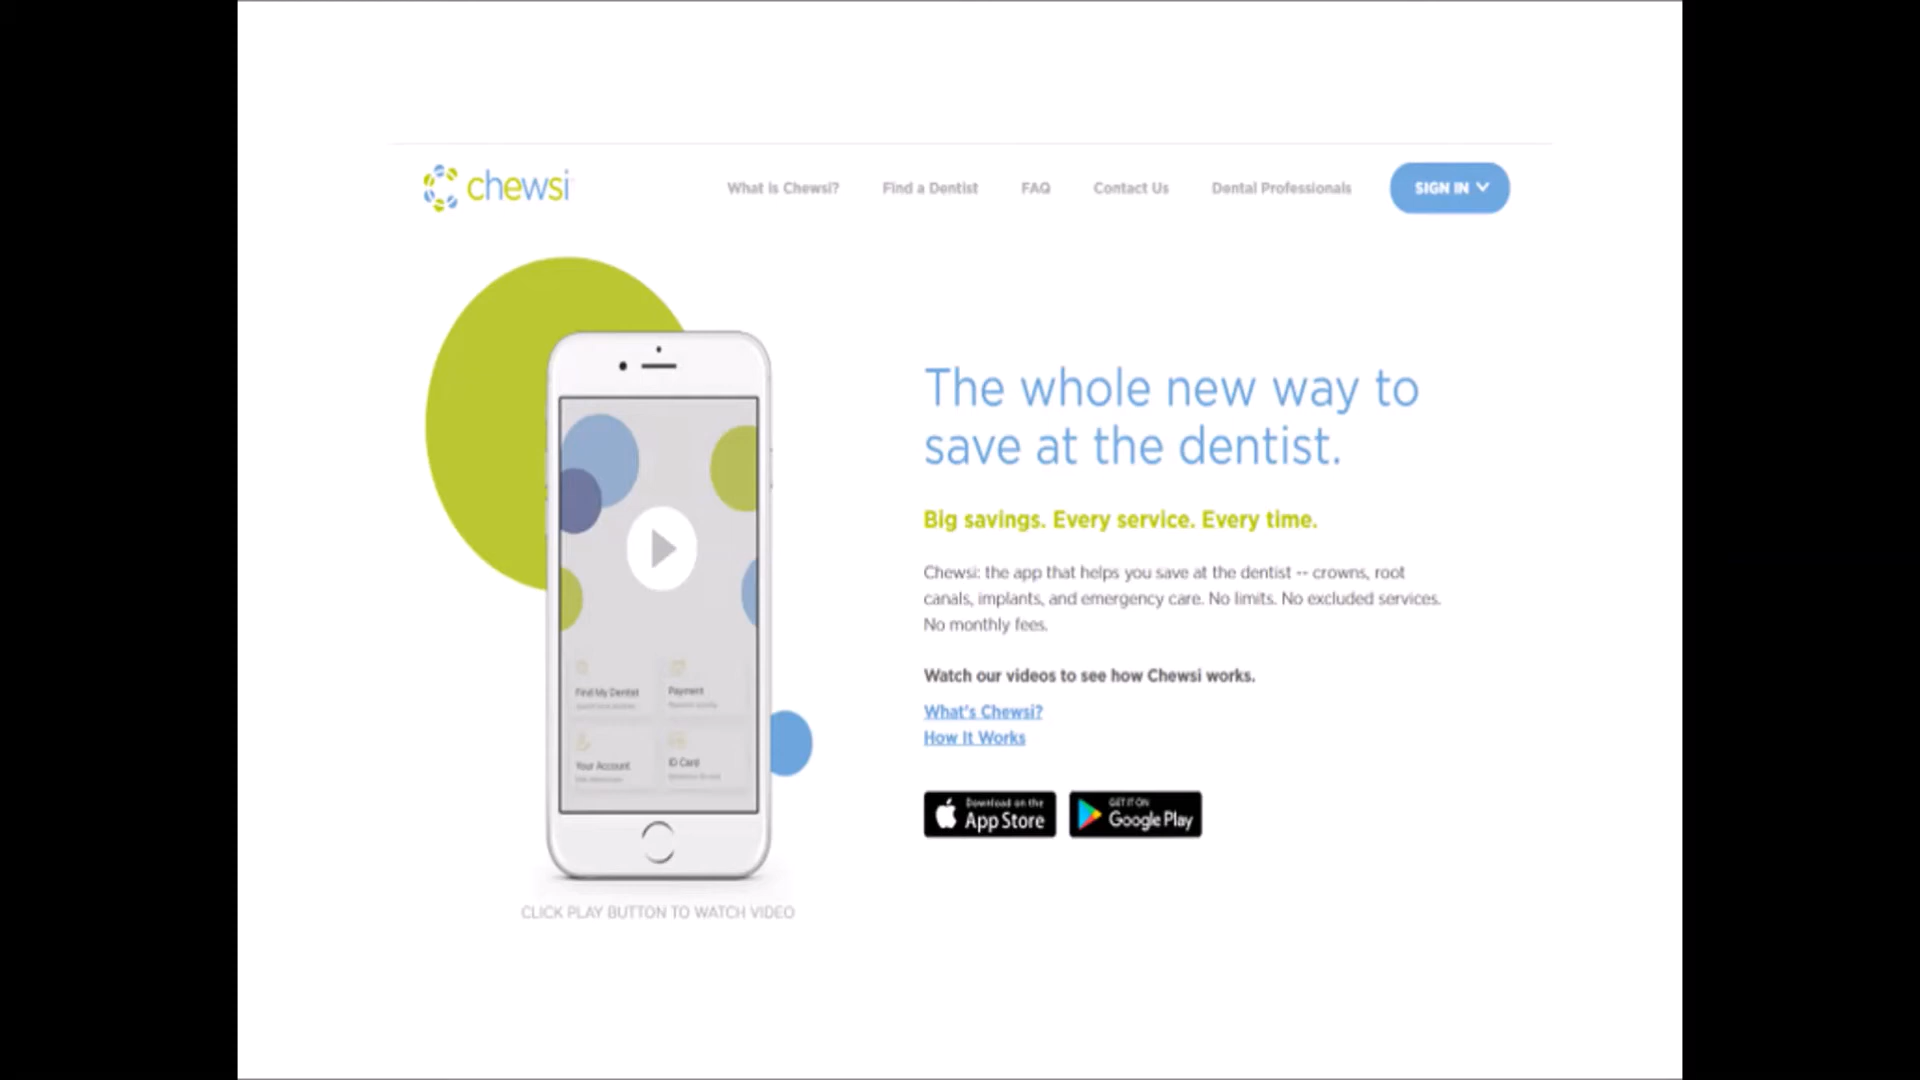 chewsi
What is Chewsi?
Find a Dentist
FAQ
Contact Us
Dental Professionals
SIGN IN
The whole new way to
save at the dentist.
Big savings. Every service. Every time.
Chewsi: the app that helps you save at the dentist -- crowns, root
canals, implants, and emergency care. No limits. No excluded services.
No monthly fees.
Watch our videos to see how Chewsi works.
What's Chewsi?
How It Works
Download on the
App Store
GET IT ON
Google Play
Find My Dentist
Payment
Your Account
ID Card
CLICK PLAY BUTTON TO WATCH VIDEO